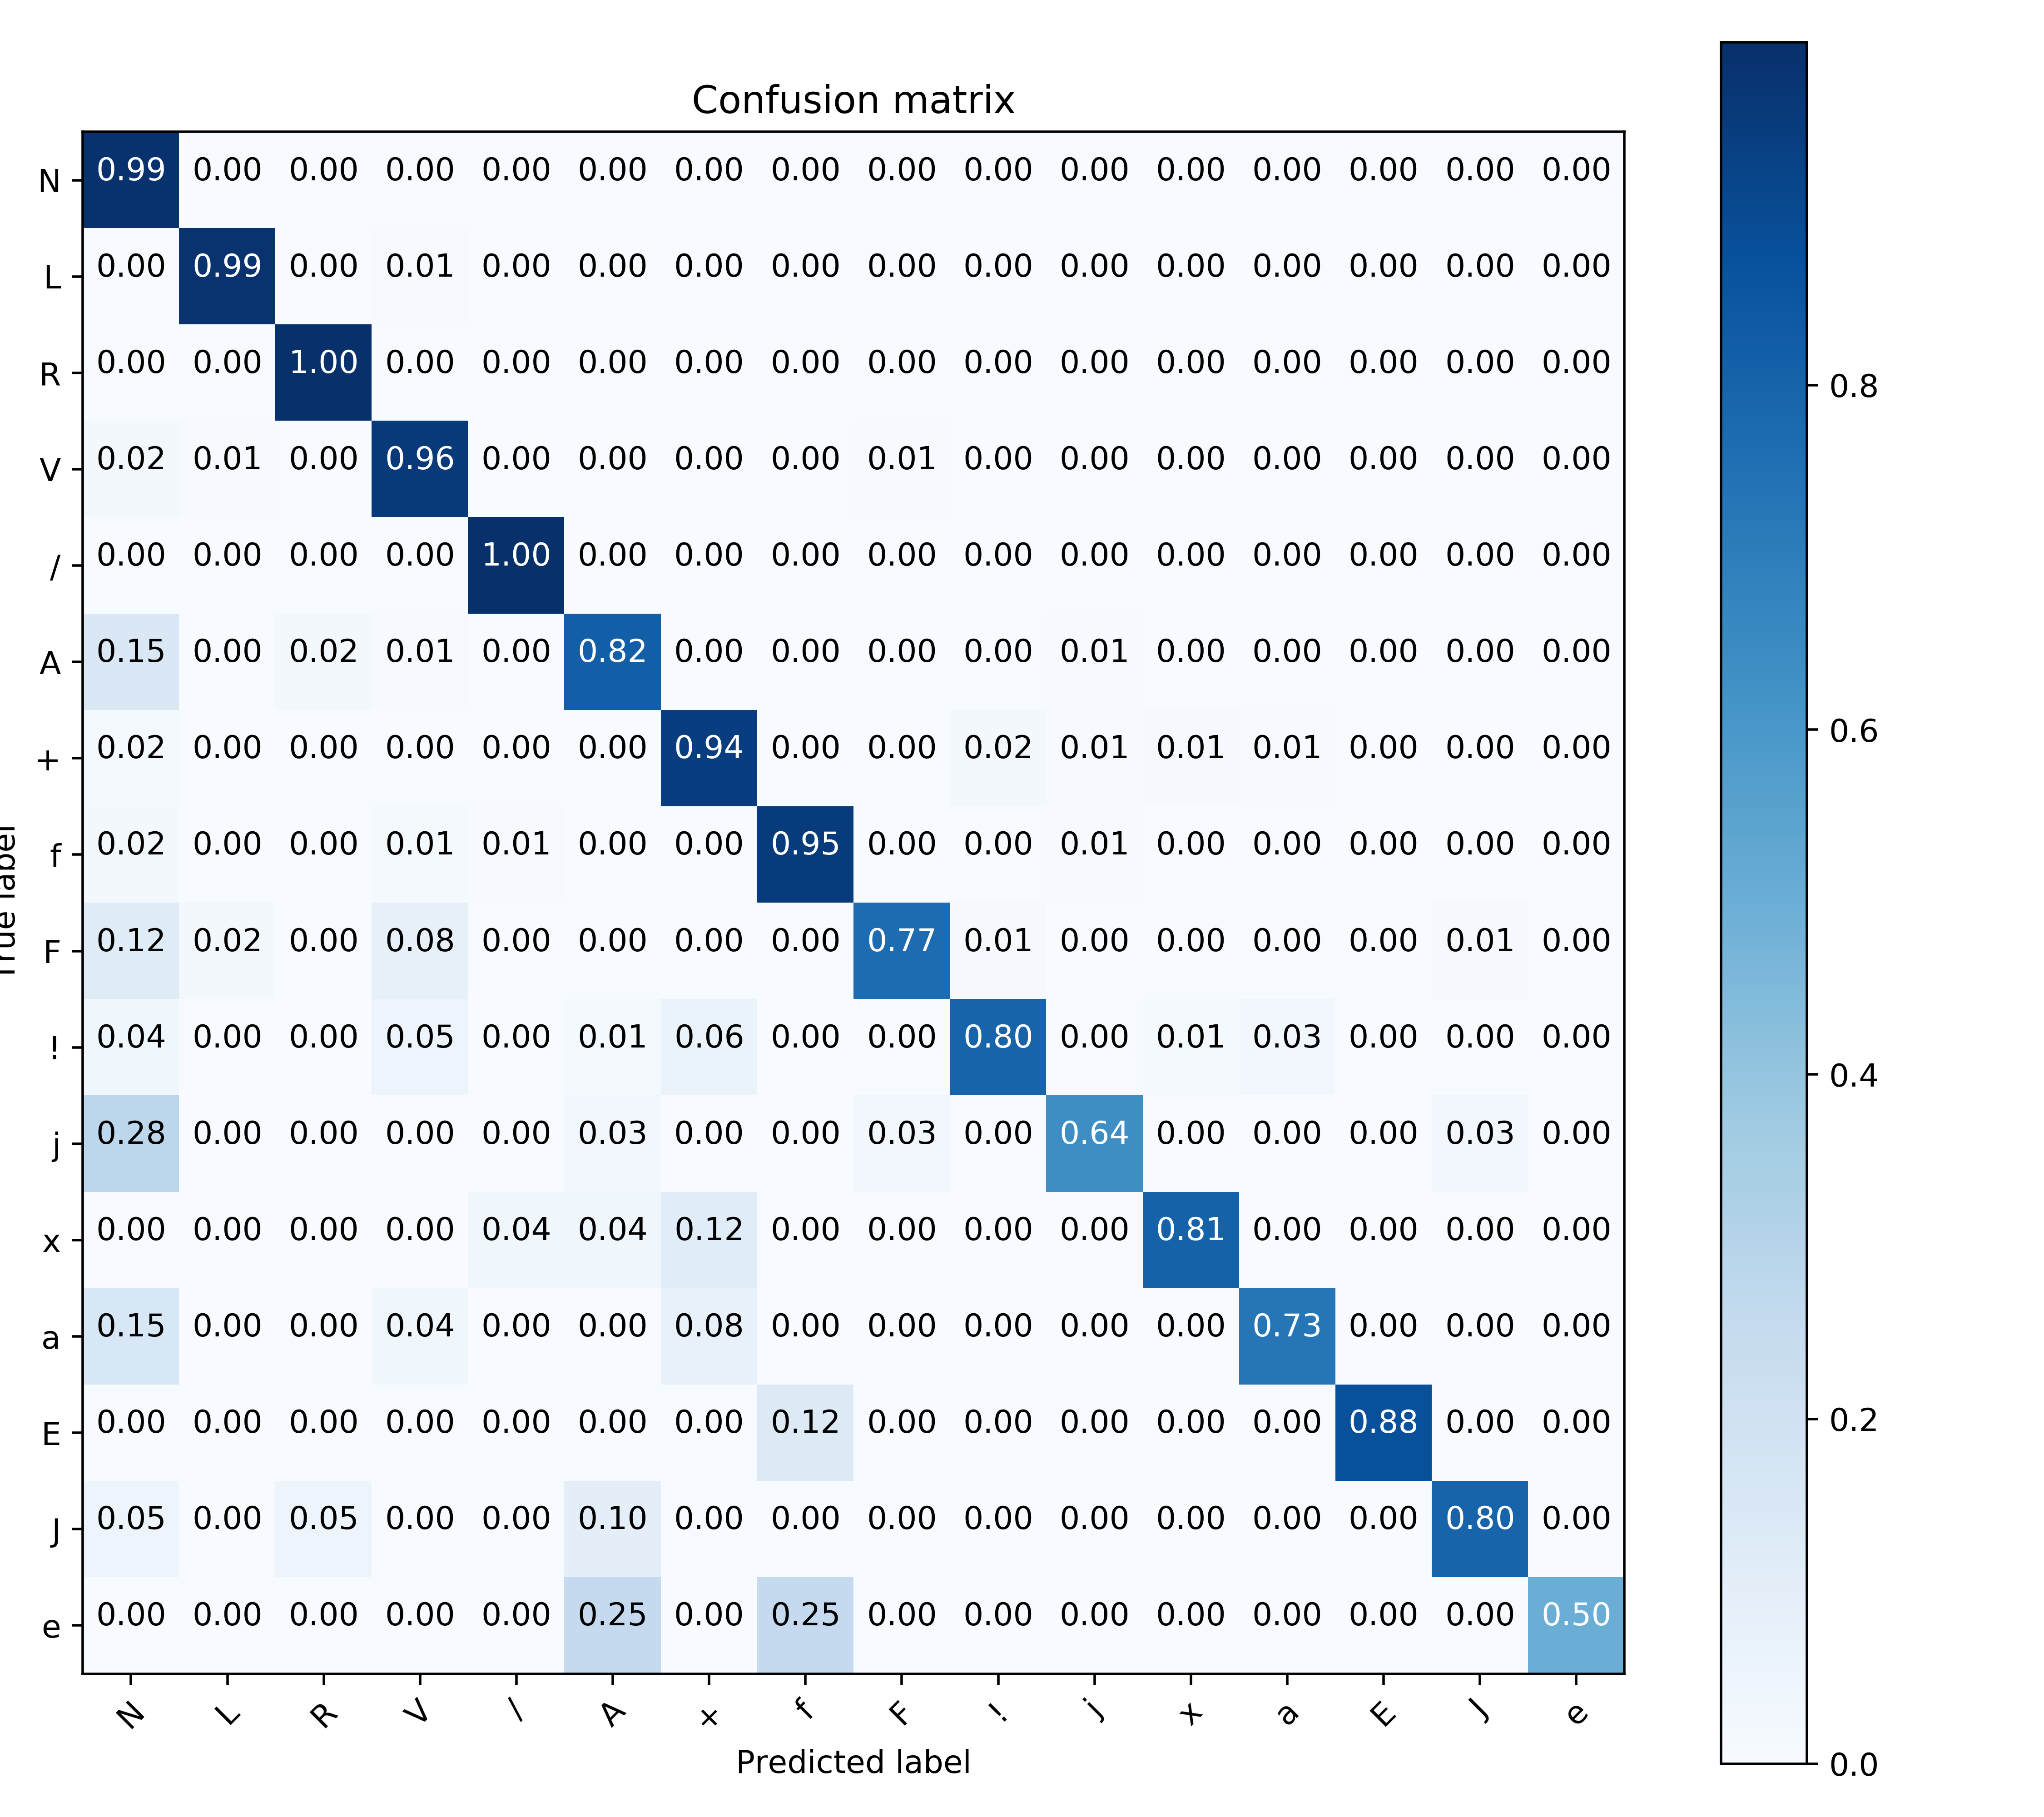 Confusion matrix
N 0.99 0.00 0.00 0.00 0.00 0.00 0.00 0.00 0.00 0.00 0.00 0.00 0.00 0.00 0.00 0.00
L 0.00 0.99 0.00 0.01 0.00 0.00 0.00 0.00 0.00 0.00 0.00 0.00 0.00 0.00 0.00 0.00
R 0.00 0.00 1.00 0.00 0.00 0.00 0.00 0.00 0.00 0.00 0.00 0.00 0.00 0.00 0.00 0.00
V 0.02 0.01 0.00 0.96 0.00 0.00 0.00 0.00 0.01 0.00 0.00 0.00 0.00 0.00 0.00 0.00
/ 0.00 0.00 0.00 0.00 1.00 0.00 0.00 0.00 0.00 0.00 0.00 0.00 0.00 0.00 0.00 0.00
A 0.15 0.00 0.02 0.01 0.00 0.82 0.00 0.00 0.00 0.00 0.01 0.00 0.00 0.00 0.00 0.00
+ 0.02 0.00 0.00 0.00 0.00 0.00 0.94 0.00 0.00 0.02 0.01 0.01 0.01 0.00 0.00 0.00
f 0.02 0.00 0.00 0.01 0.01 0.00 0.00 0.95 0.00 0.00 0.01 0.00 0.00 0.00 0.00 0.00
F 0.12 0.02 0.00 0.08 0.00 0.00 0.00 0.00 0.77 0.01 0.00 0.00 0.00 0.00 0.01 0.00
! 0.04 0.00 0.00 0.05 0.00 0.01 0.06 0.00 0.00 0.80 0.00 0.01 0.03 0.00 0.00 0.00
j 0.28 0.00 0.00 0.00 0.00 0.03 0.00 0.00 0.03 0.00 0.64 0.00 0.00 0.00 0.03 0.00
x 0.00 0.00 0.00 0.00 0.04 0.04 0.12 0.00 0.00 0.00 0.00 0.81 0.00 0.00 0.00 0.00
a 0.15 0.00 0.00 0.04 0.00 0.00 0.08 0.00 0.00 0.00 0.00 0.00 0.73 0.00 0.00 0.00
E 0.00 0.00 0.00 0.00 0.00 0.00 0.00 0.12 0.00 0.00 0.00 0.00 0.00 0.88 0.00 0.00
J 0.05 0.00 0.05 0.00 0.00 0.10 0.00 0.00 0.00 0.00 0.00 0.00 0.00 0.00 0.80 0.00
e 0.00 0.00 0.00 0.00 0.00 0.25 0.00 0.25 0.00 0.00 0.00 0.00 0.00 0.00 0.00 0.50
N L R V / A + f F ! j x a E J e
Predicted label
True label
0.8
0.6
0.4
0.2
0.0